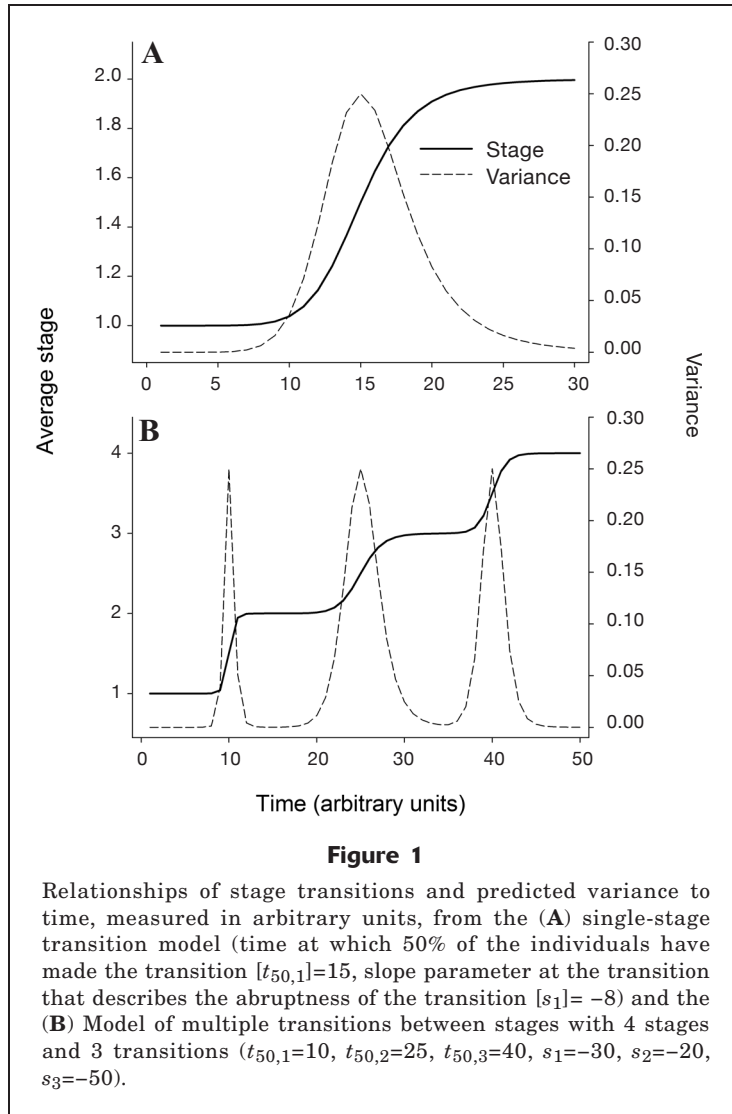 A
2.0
1.8
1.6
1.4
1.2
1.0
0.30
0.25
0.20
0.15
0.10
0.05
0.00
Stage
Variance
0 5 10 15 20 25 30
B
4
3
2
1
0.30
0.25
0.20
0.15
0.10
0.05
0.00
0 10 20 30 40 50
Average stage
Variance
Time (arbitrary units)
Figure 1
Relationships of stage transitions and predicted variance to
time, measured in arbitrary units, from the (A) single-stage
transition model (time at which 50% of the individuals have
made the transition [t50,1]=15, slope parameter at the transition
that describes the abruptness of the transition [s1]= −8) and the
(B) Model of multiple transitions between stages with 4 stages
and 3 transitions (t50,1=10, t50,2=25, t50,3=40, s1=−30, s2=−20,
s3=−50).